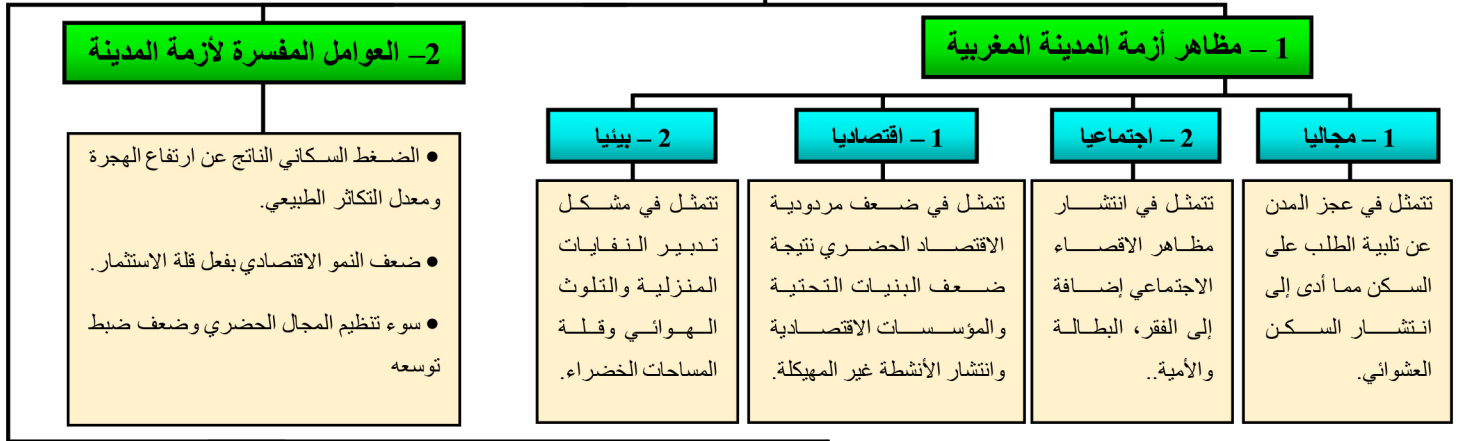 1 – مظاهر أزمة المدينة المغربية
1 – مجاليا
تتمثل في عجز المدن
عن تلبية الطلب على
السكن مما أدى إلى
انتشار السكن
العشوائي.
2 – اجتماعيا
تتمثل في انتشار
مظاهر الاقصاء
الاجتماعي إضافة
إلى الفقر، البطالة
والأمية..
1 – اقتصاديا
تتمثل في ضعف مردودية
الاقتصاد الحضري نتيجة
ضعف البنيات التحتية
والمؤسسات الاقتصادية
وانتشار الأنشطة غير المهيكلة.
2 – بيئيا
تتمثل في مشكل
تدبير النفايات
المنزلية والتلوث
الهوائي وقلة
المساحات الخضراء.
2– العوامل المفسرة لأزمة المدينة
● الضغط السكاني الناتج عن ارتفاع الهجرة
ومعدل التكاثر الطبيعي.
● ضعف النمو الاقتصادي بفعل قلة الاستثمار.
● سوء تنظيم المجال الحضري وضعف ضبط
توسعه